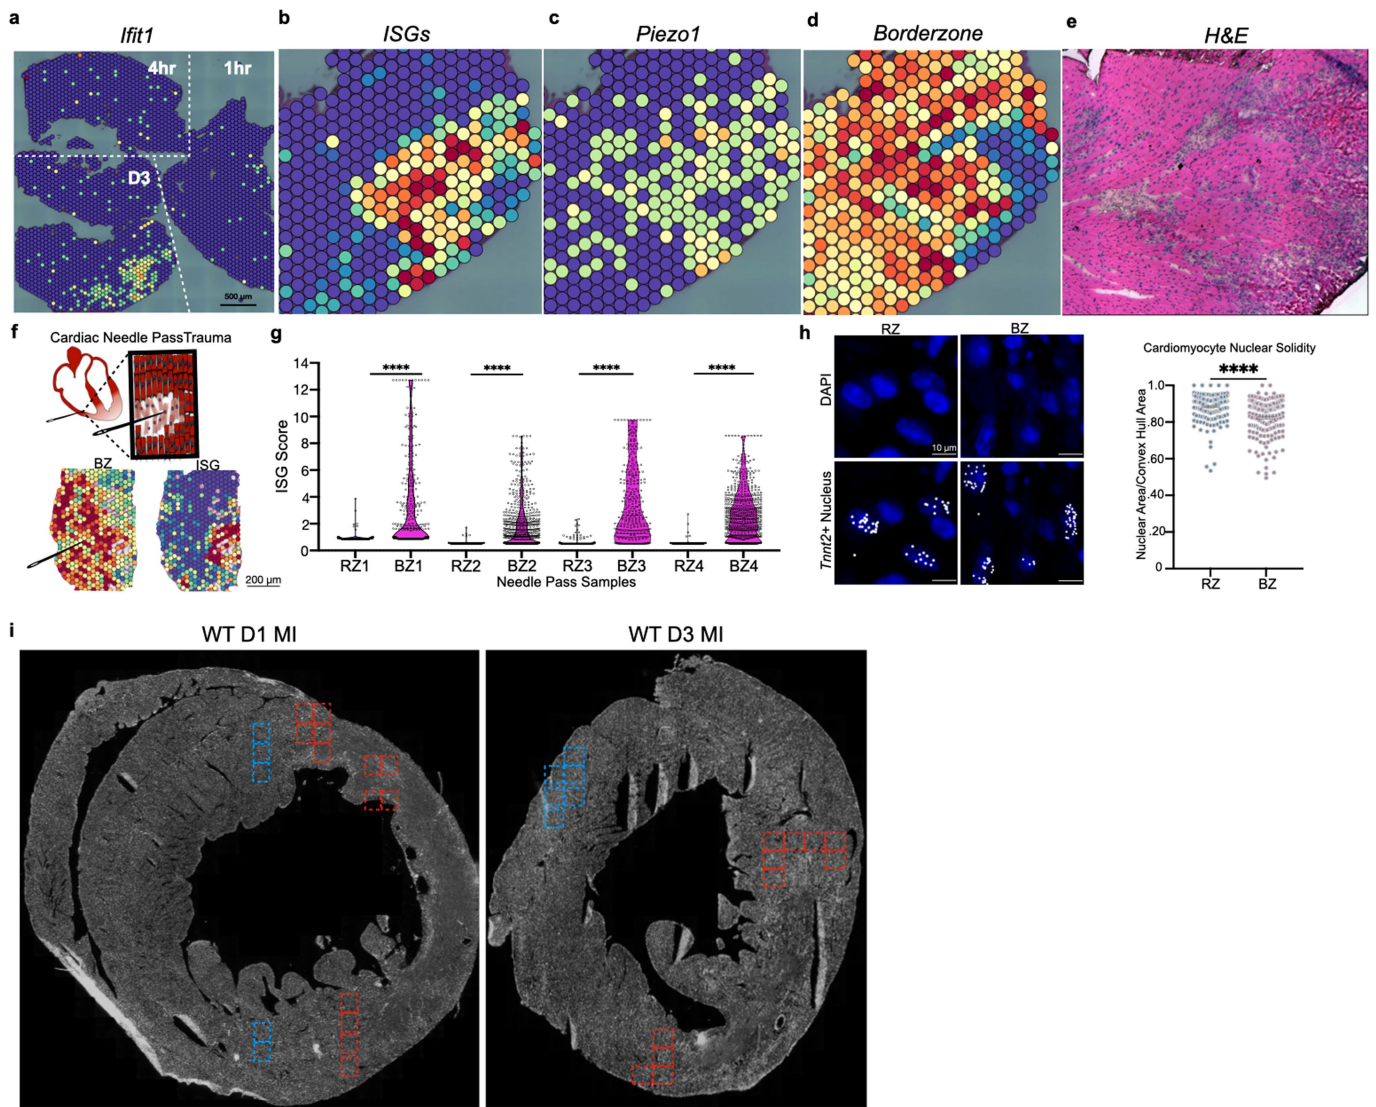 a
Ifit1
4hr
1hr
D3
500 µm
b
ISGs
c
Piezo1
d
Borderzone
e
H&E
f
Cardiac Needle PassTrauma
BZ
ISG
200 µm
g
ISG Score
14
12
10
8
6
4
2
0
****
****
****
****
RZ1
BZ1
RZ2
BZ2
RZ3
BZ3
RZ4
BZ4
Needle Pass Samples
h
RZ
BZ
DAPI
10 µm
Tnnt2+ Nucleus
Cardiomyocyte Nuclear Solidity
****
Nuclear Area/Convex Hull Area
1.0
0.80
0.60
.40
.20
0
RZ
BZ
i
WT D1 MI
WT D3 MI